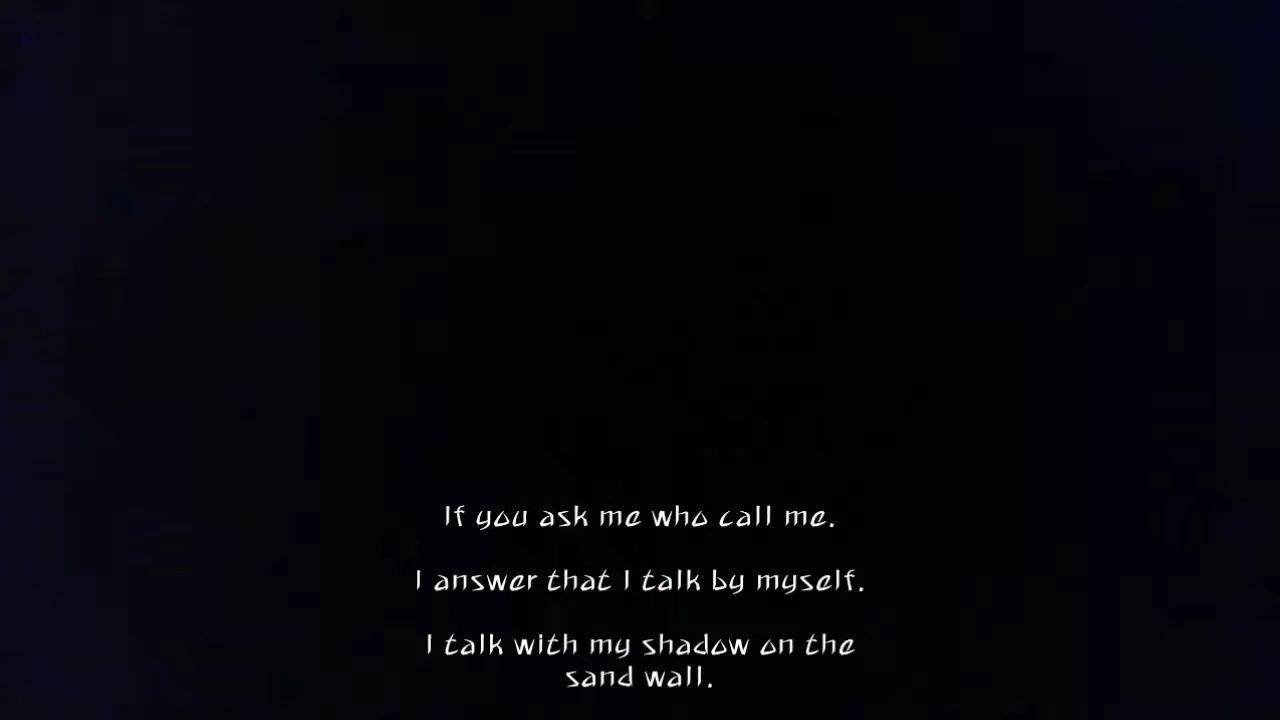 If you ask me who call me.
I answer that I talk by myself.
I talk with my shadow on the
sand wall.